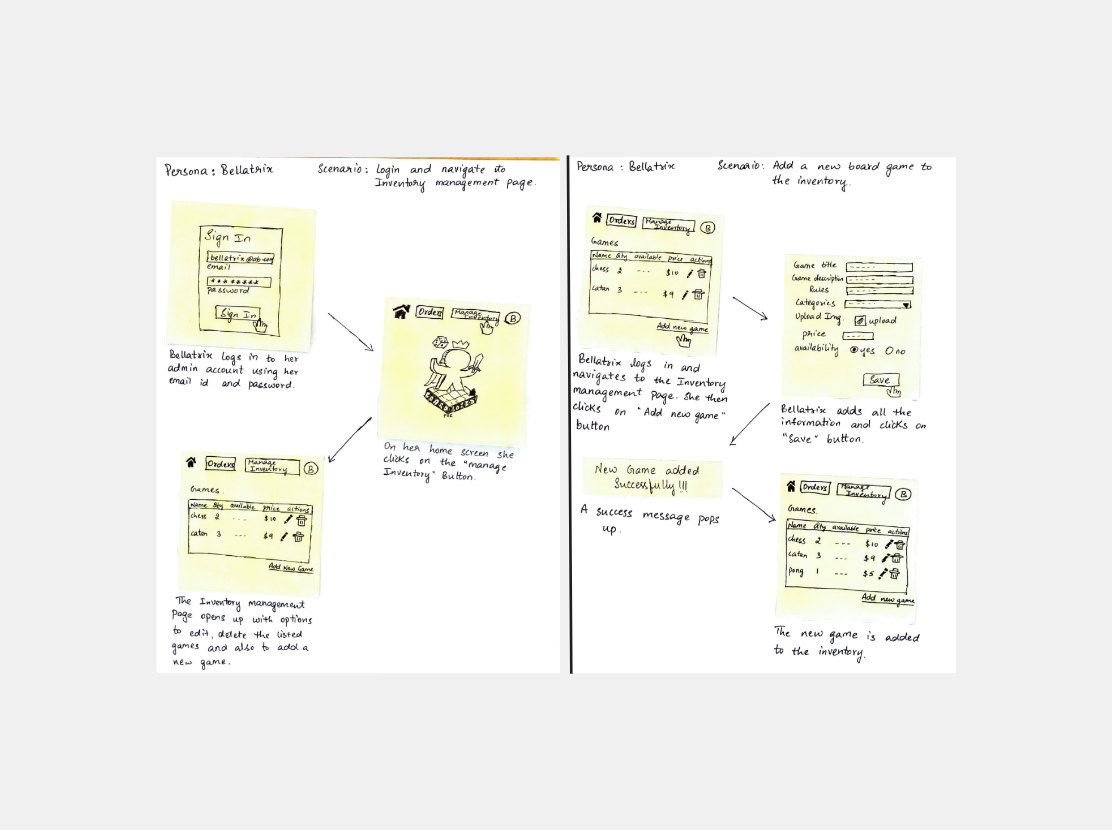 Persona: Bellatrix
Scenario: Login and navigate to
Inventory management page.
Sign In
bellatrix@ab.com
email
********
password
Sign In
Bellatrix logs in to her
admin account using her
email id and password.
Orders
Manage
Inventory
B
On her home screen she
clicks on the "manage
Inventory" Button.
Orders
Manage
Inventory
B
Games.
Name Qty available price actions
chess 2 --- $10
catan 3 --- $9
Add New Game
The Inventory management
Page opens up with options
to edit, delete the listed
games and also to add a
new game.
Persona: Bellatrix
Scenario: Add a new board game to
the inventory.
Orders
Manage
Inventory
B
Games
Name Qty available price actions
chess 2 --- $10
catan 3 --- $9
Add new game
Bellatrix logs in and
navigates to the Inventory
management page. She then
clicks on "Add new game"
button
Game title
Game description
Rules
Categories
Upload Img. upload
price
availability yes no
Save
Bellatrix adds all the
information and clicks on
"Save" button.
New Game added
Successfully!!!
A success message pops
up.
Orders
Manage
Inventory
B
Games.
Name Qty available price actions
chess 2 --- $10
catan 3 --- $9
pong 1 --- $5
Add new game
The new game is added
to the inventory.